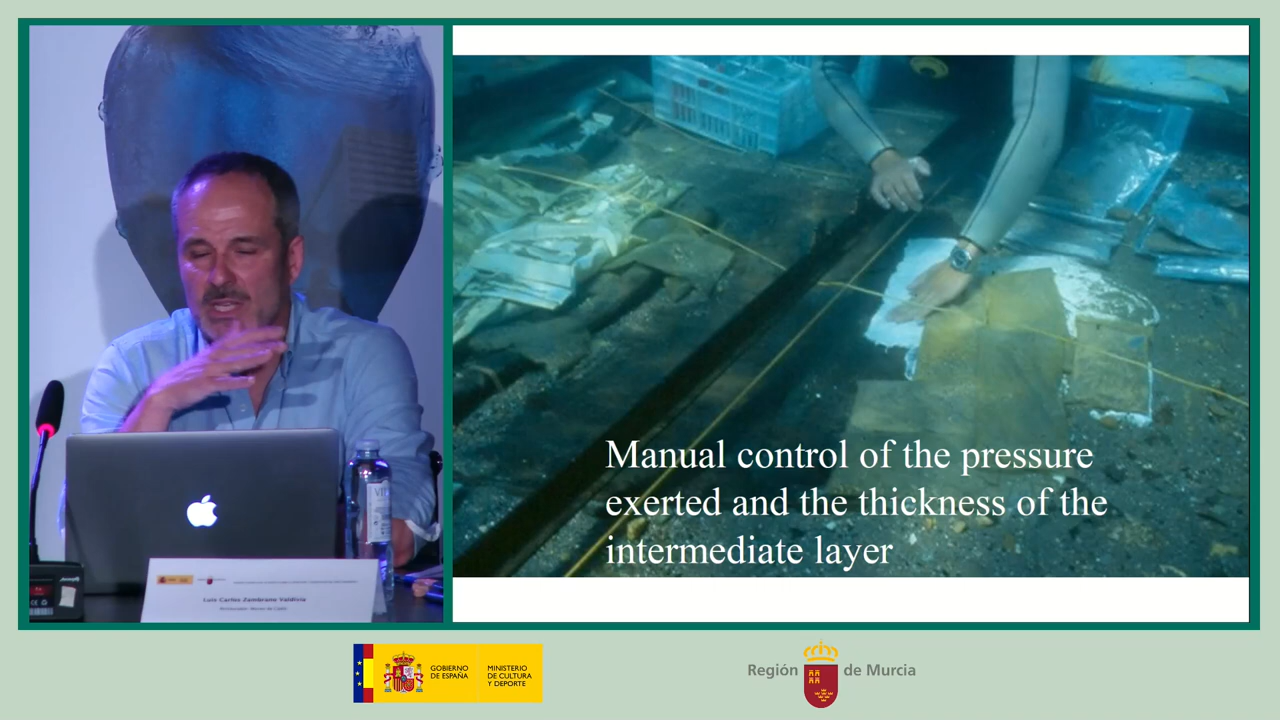 Manual control of the pressure
exerted and the thickness of the
intermediate layer
Luis Carlos Zambrano Valdivia
GOBIERNO
DE ESPAÑA
MINISTERIO
DE CULTURA
Y DEPORTE
Región de Murcia